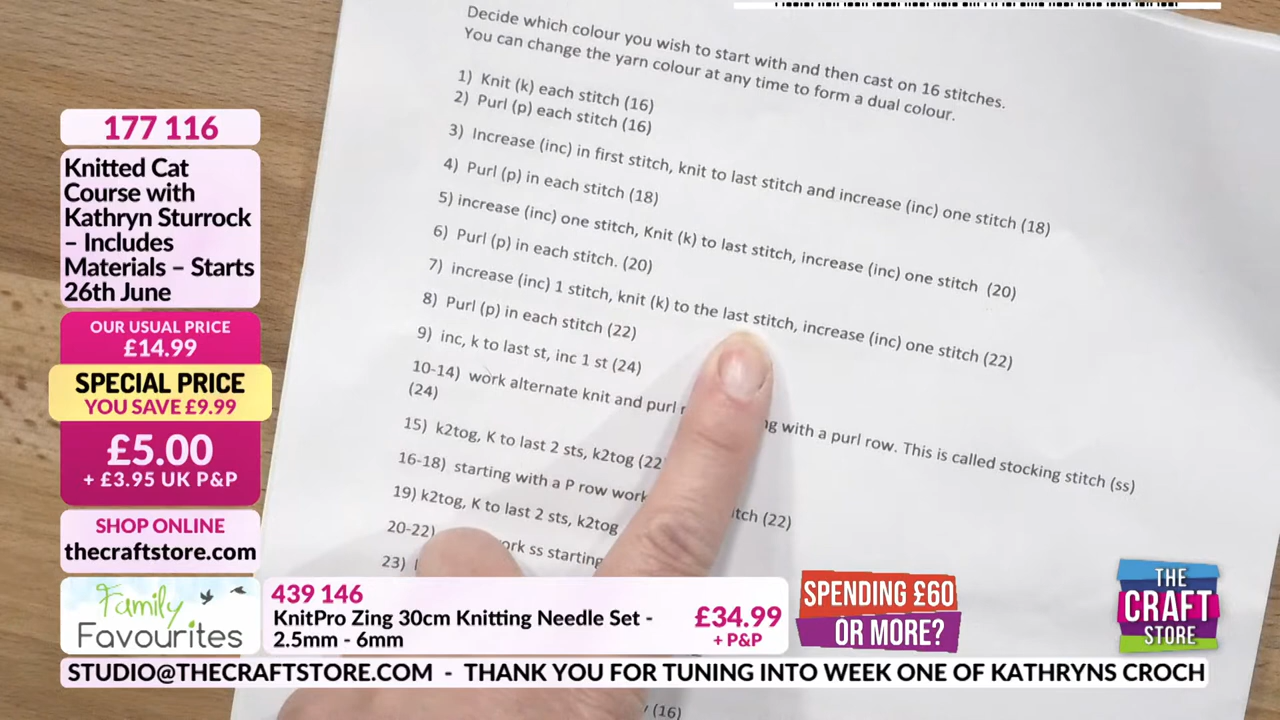 Decide which colour you wish to start with and then cast on 16 stitches.
You can change the yarn colour at any time to form a dual colour.
1) Knit (k) each stitch (16)
2) Purl (p) each stitch (16)
3) Increase (inc) in first stitch, knit to last stitch and increase (inc) one stitch (18)
4) Purl (p) in each stitch (18)
5) increase (inc) one stitch, Knit (k) to last stitch, increase (inc) one stitch (20)
6) Purl (p) in each stitch. (20)
7) increase (inc) 1 stitch, knit (k) to the last stitch, increase (inc) one stitch (22)
8) Purl (p) in each stitch (22)
9) inc, k to last st, inc 1 st (24)
10-14) work alternate knit and purl with a purl row. This is called stocking stitch (ss)
(24)
15) k2tog, K to last 2 sts, k2tog (22
16-18) starting with a P row work (22)
19) k2tog, K to last 2 sts, k2tog
20-22) ss starting
23)
(16)
177 116
Knitted Cat
Course with
Kathryn Sturrock
– Includes
Materials – Starts
26th June
OUR USUAL PRICE
£14.99
SPECIAL PRICE
YOU SAVE £9.99
£5.00
+ £3.95 UK P&P
SHOP ONLINE
thecraftstore.com
Family
Favourites
439 146
KnitPro Zing 30cm Knitting Needle Set -
2.5mm - 6mm
£34.99
+ P&P
SPENDING £60
OR MORE?
THE
CRAFT
STORE
STUDIO@THECRAFTSTORE.COM - THANK YOU FOR TUNING INTO WEEK ONE OF KATHRYNS CROCH